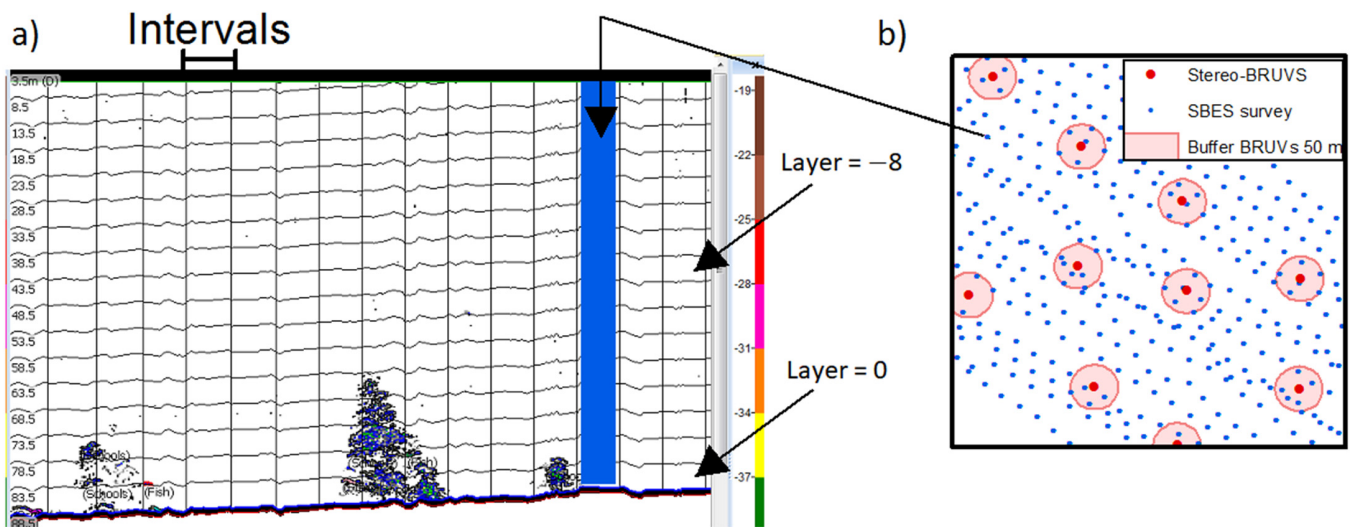 a)
Intervals
b)
3.5m (D)
8.5
13.5
18.5
23.5
28.5
33.5
38.5
43.5
48.5
53.5
58.5
63.5
68.5
73.5
78.5
83.5
88.5
(Schools)
(Fish)
(Fish)
-19
-22
-25
-28
-31
-34
-37
Layer = −8
Layer = 0
Stereo-BRUVS
SBES survey
Buffer BRUVs 50 m